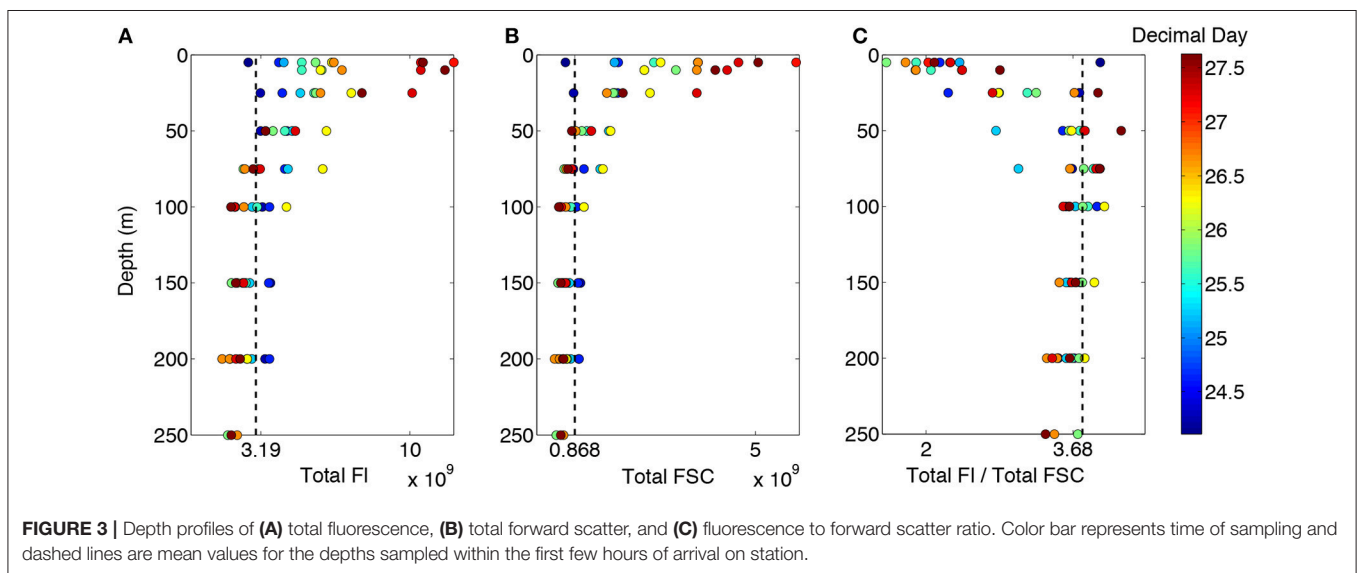 A
B
C
Decimal Day
0
50
100
150
200
250
Depth (m)
3.19
10
Total Fl
x 10^9
0
50
100
150
200
250
0.868
5
Total FSC
x 10^9
0
50
100
150
200
250
2
3.68
Total Fl / Total FSC
27.5
27
26.5
26
25.5
25
24.5
FIGURE 3 | Depth profiles of (A) total fluorescence, (B) total forward scatter, and (C) fluorescence to forward scatter ratio. Color bar represents time of sampling and
dashed lines are mean values for the depths sampled within the first few hours of arrival on station.